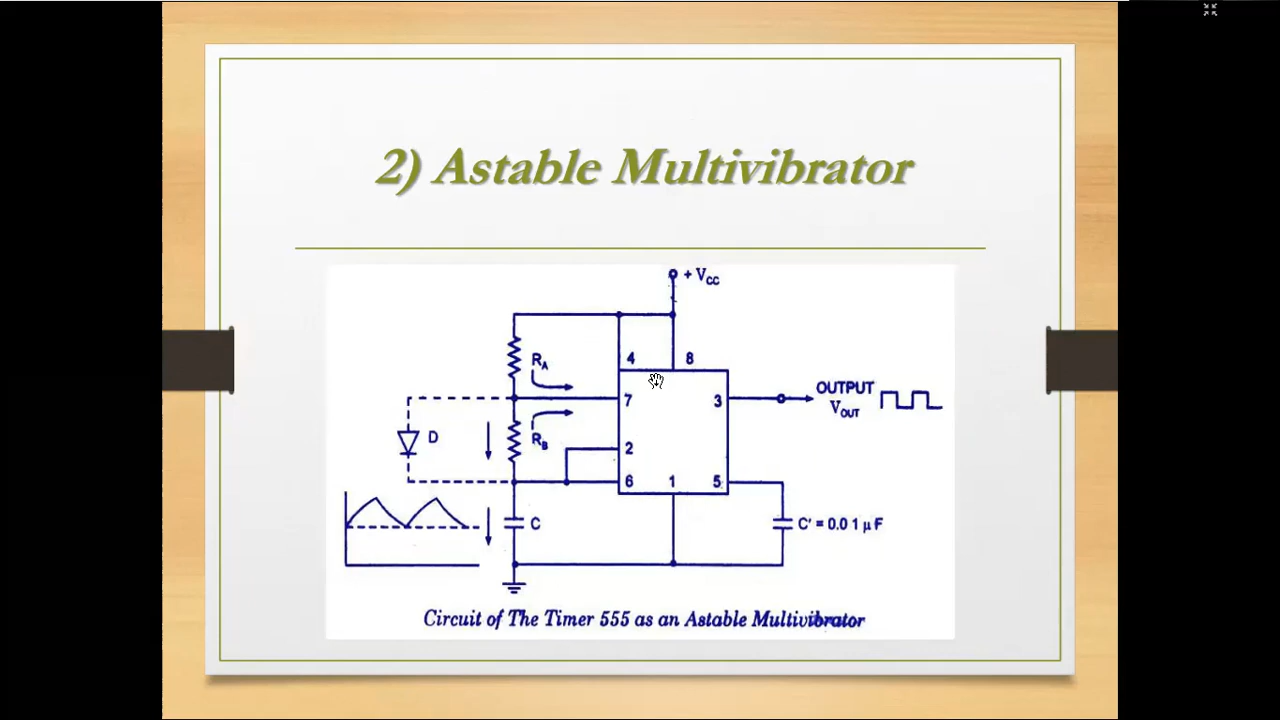 2) Astable Multivibrator
+ VCC
RA
4
8
7
3
OUTPUT
VOUT
D
RB
2
6
1
5
C
C' = 0.01 µF
Circuit of The Timer 555 as an Astable Multivibrator